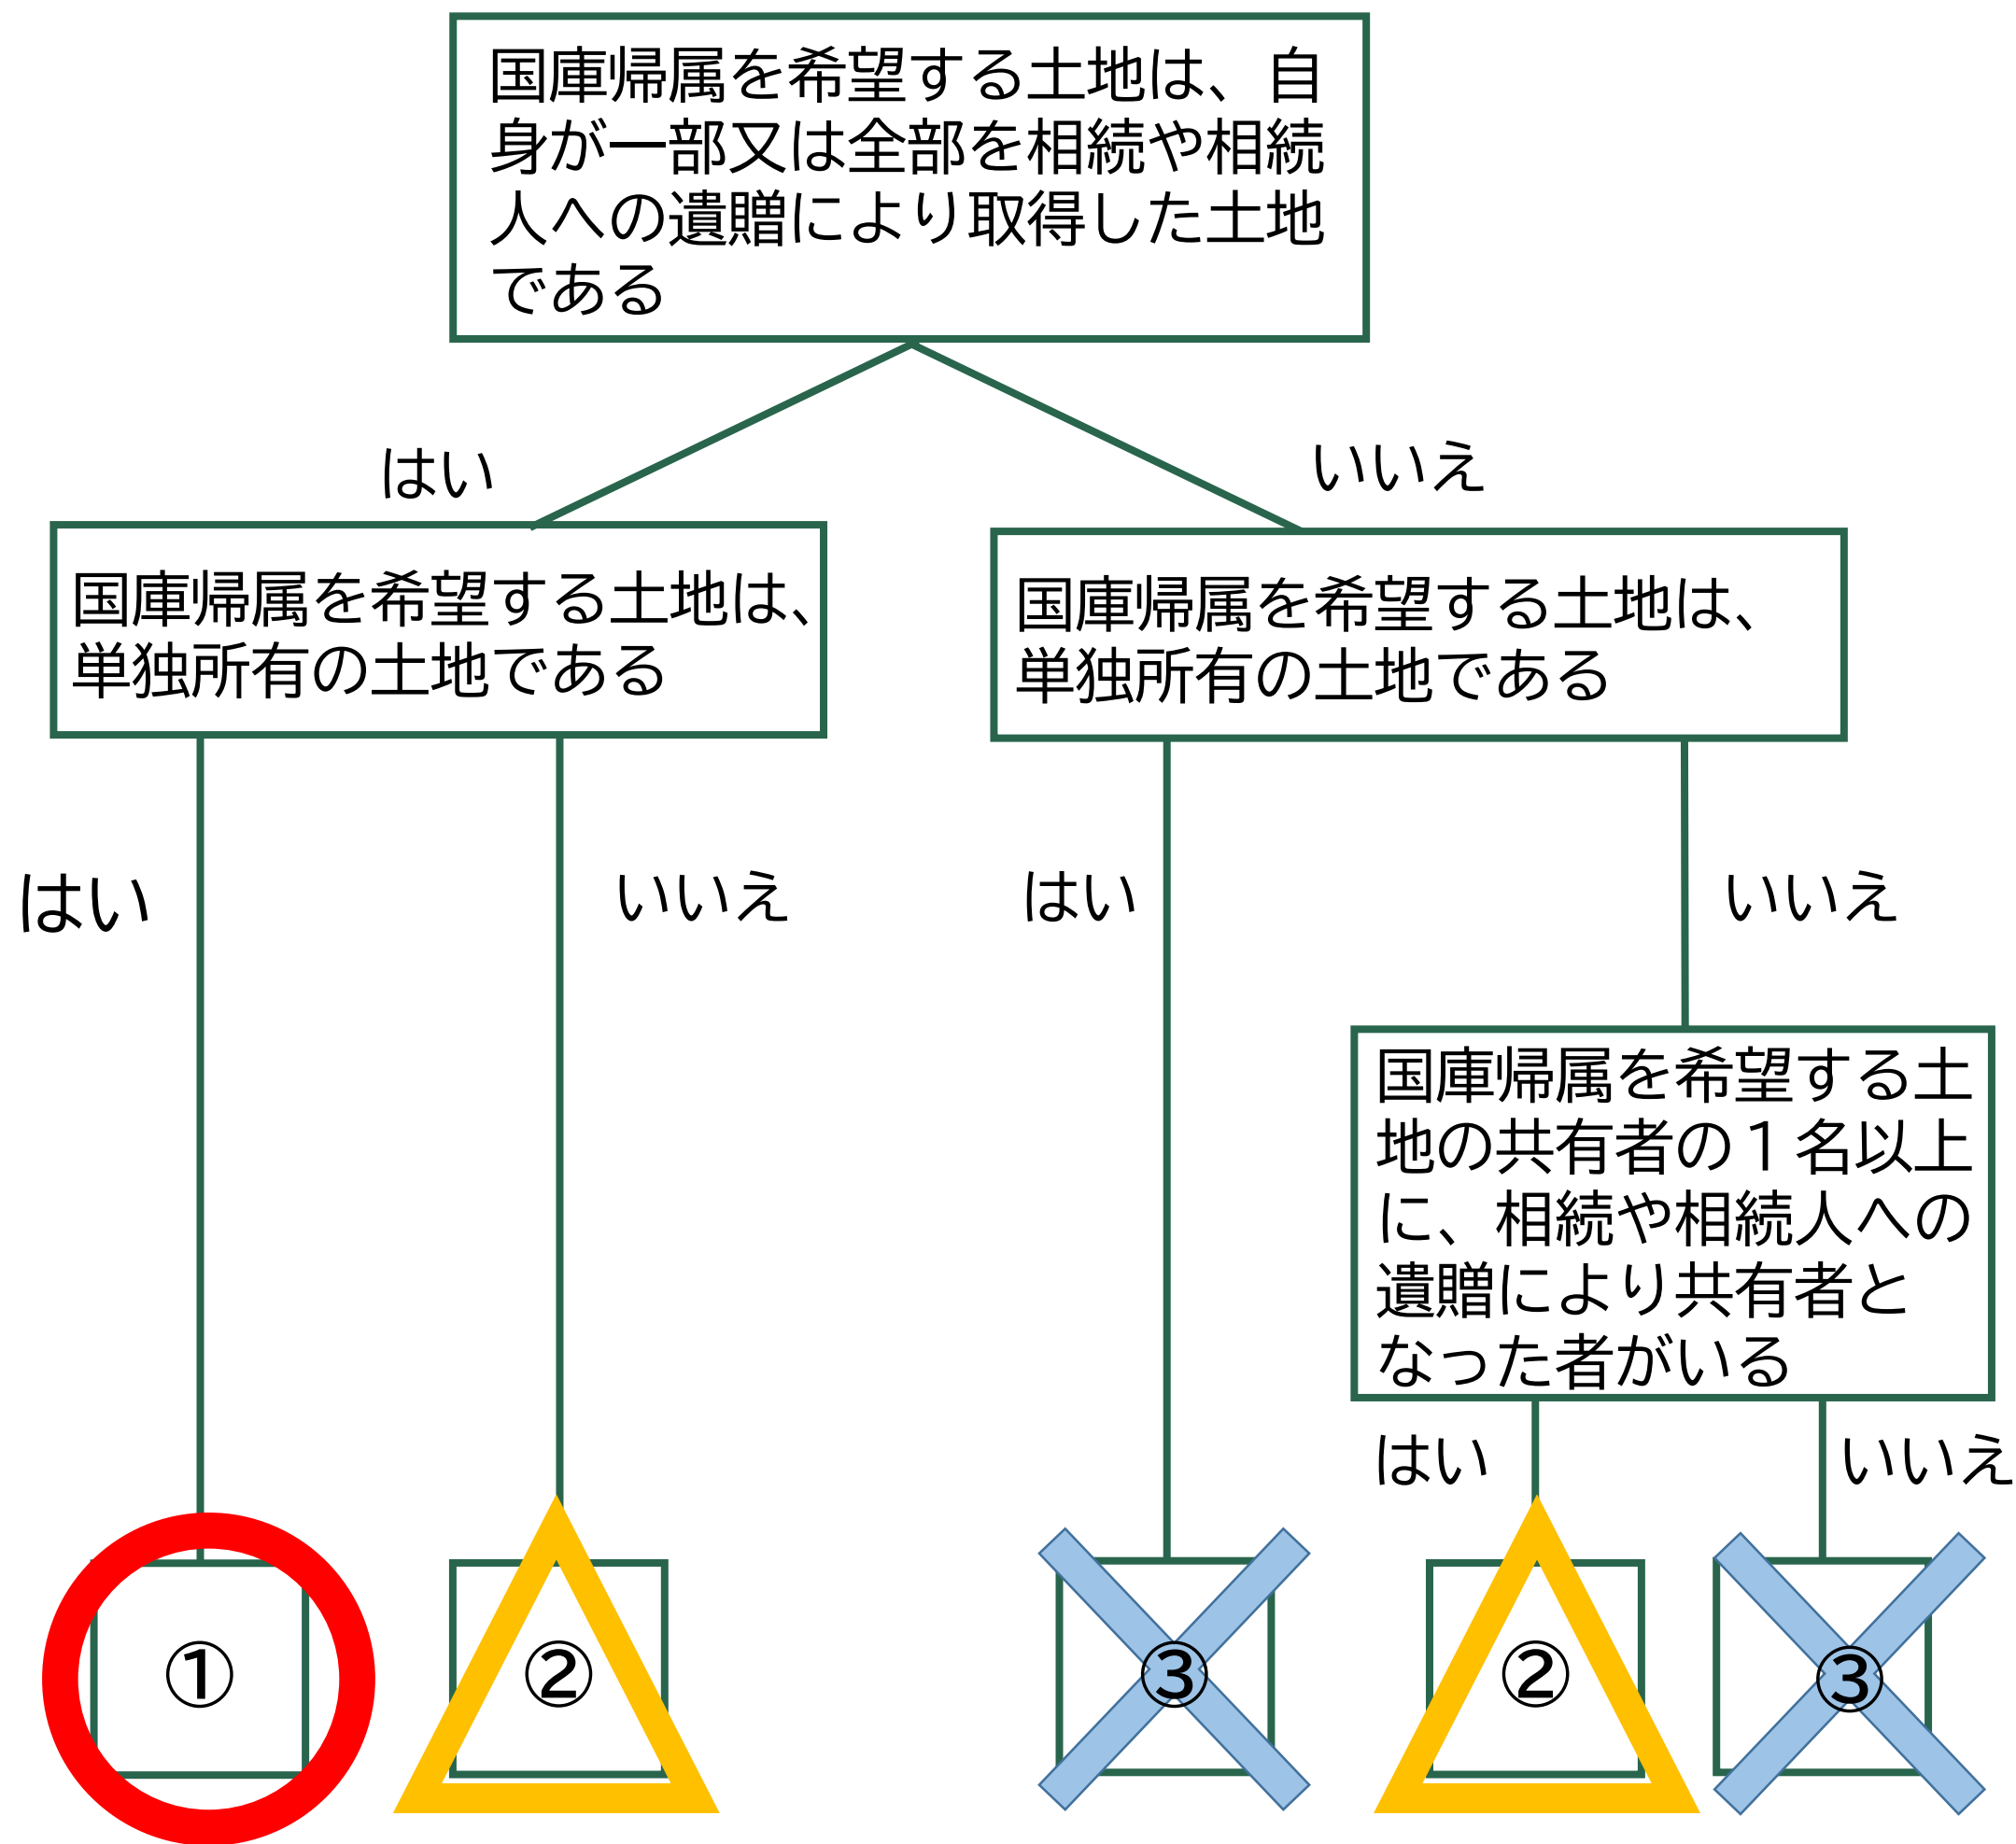 国庫帰属を希望する土地は、自
身が一部又は全部を相続や相続
人への遺贈により取得した土地
である
はい
いいえ
国庫帰属を希望する土地は、
単独所有の土地である
国庫帰属を希望する土地は、
単独所有の土地である
はい
いいえ
はい
いいえ
国庫帰属を希望する土
地の共有者の１名以上
に、相続や相続人への
遺贈により共有者と
なった者がいる
はい
いいえ
①
②
③
②
③